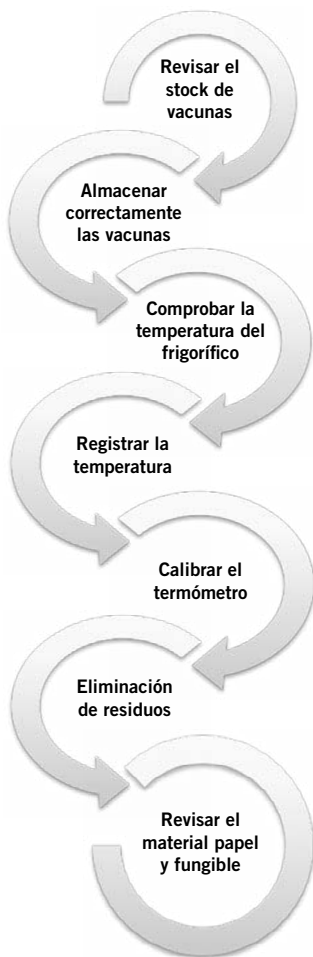 Revisar el
stock de
vacunas
Almacenar
correctamente
las vacunas
Comprobar la
temperatura del
frigorífico
Registrar la
temperatura
Calibrar el
termómetro
Eliminación
de residuos
Revisar el
material papel
y fungible